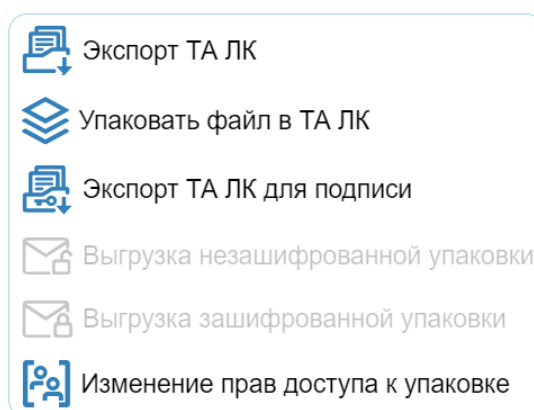 Экспорт ТА ЛК
Упаковать файл в ТА ЛК
Экспорт ТА ЛК для подписи
Выгрузка незашифрованной упаковки
Выгрузка зашифрованной упаковки
Изменение прав доступа к упаковке